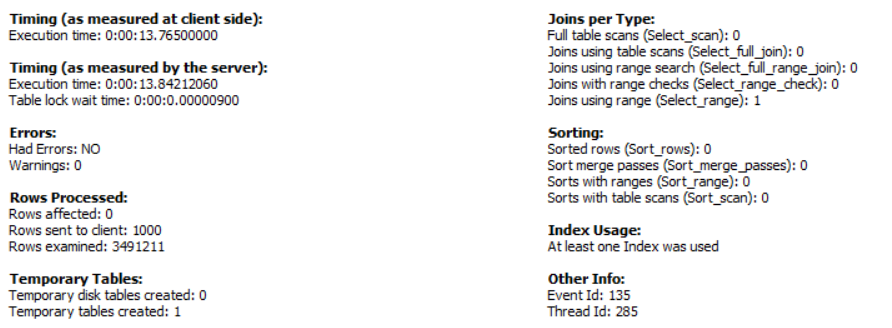 Timing (as measured at client side):
Execution time: 0:00:13.76500000
Timing (as measured by the server):
Execution time: 0:00:13.84212060
Table lock wait time: 0:00:0.00000900
Errors:
Had Errors: NO
Warnings: 0
Rows Processed:
Rows affected: 0
Rows sent to client: 1000
Rows examined: 3491211
Temporary Tables:
Temporary disk tables created: 0
Temporary tables created: 1
Joins per Type:
Full table scans (Select_scan): 0
Joins using table scans (Select_full_join): 0
Joins using range search (Select_full_range_join): 0
Joins with range checks (Select_range_check): 0
Joins using range (Select_range): 1
Sorting:
Sorted rows (Sort_rows): 0
Sort merge passes (Sort_merge_passes): 0
Sorts with ranges (Sort_range): 0
Sorts with table scans (Sort_scan): 0
Index Usage:
At least one Index was used
Other Info:
Event Id: 135
Thread Id: 285